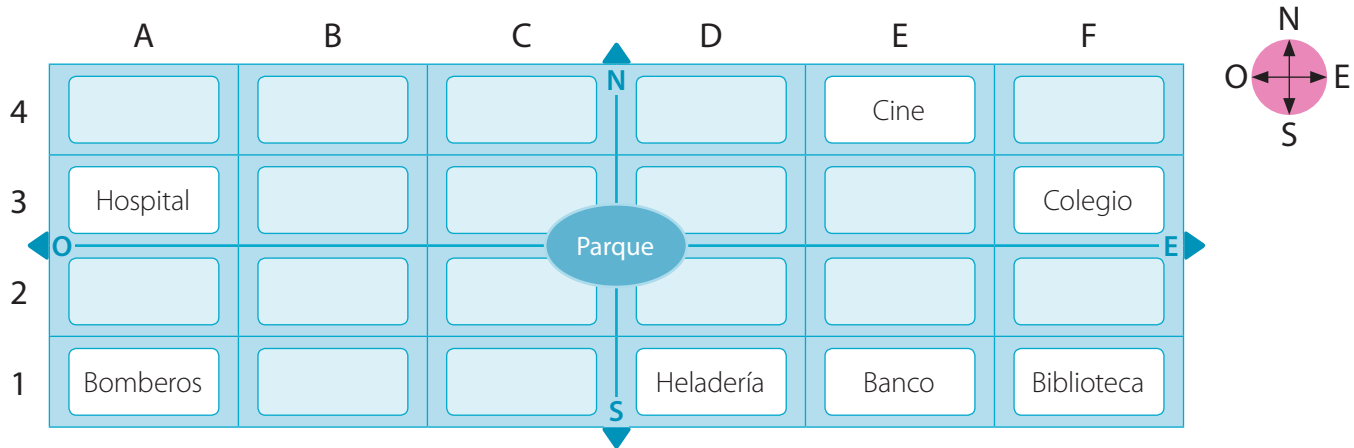 A B C D E F
N
N
4 Cine
O E
S
3 Hospital Colegio
O Parque E
2
1 Bomberos Heladería Banco Biblioteca
S